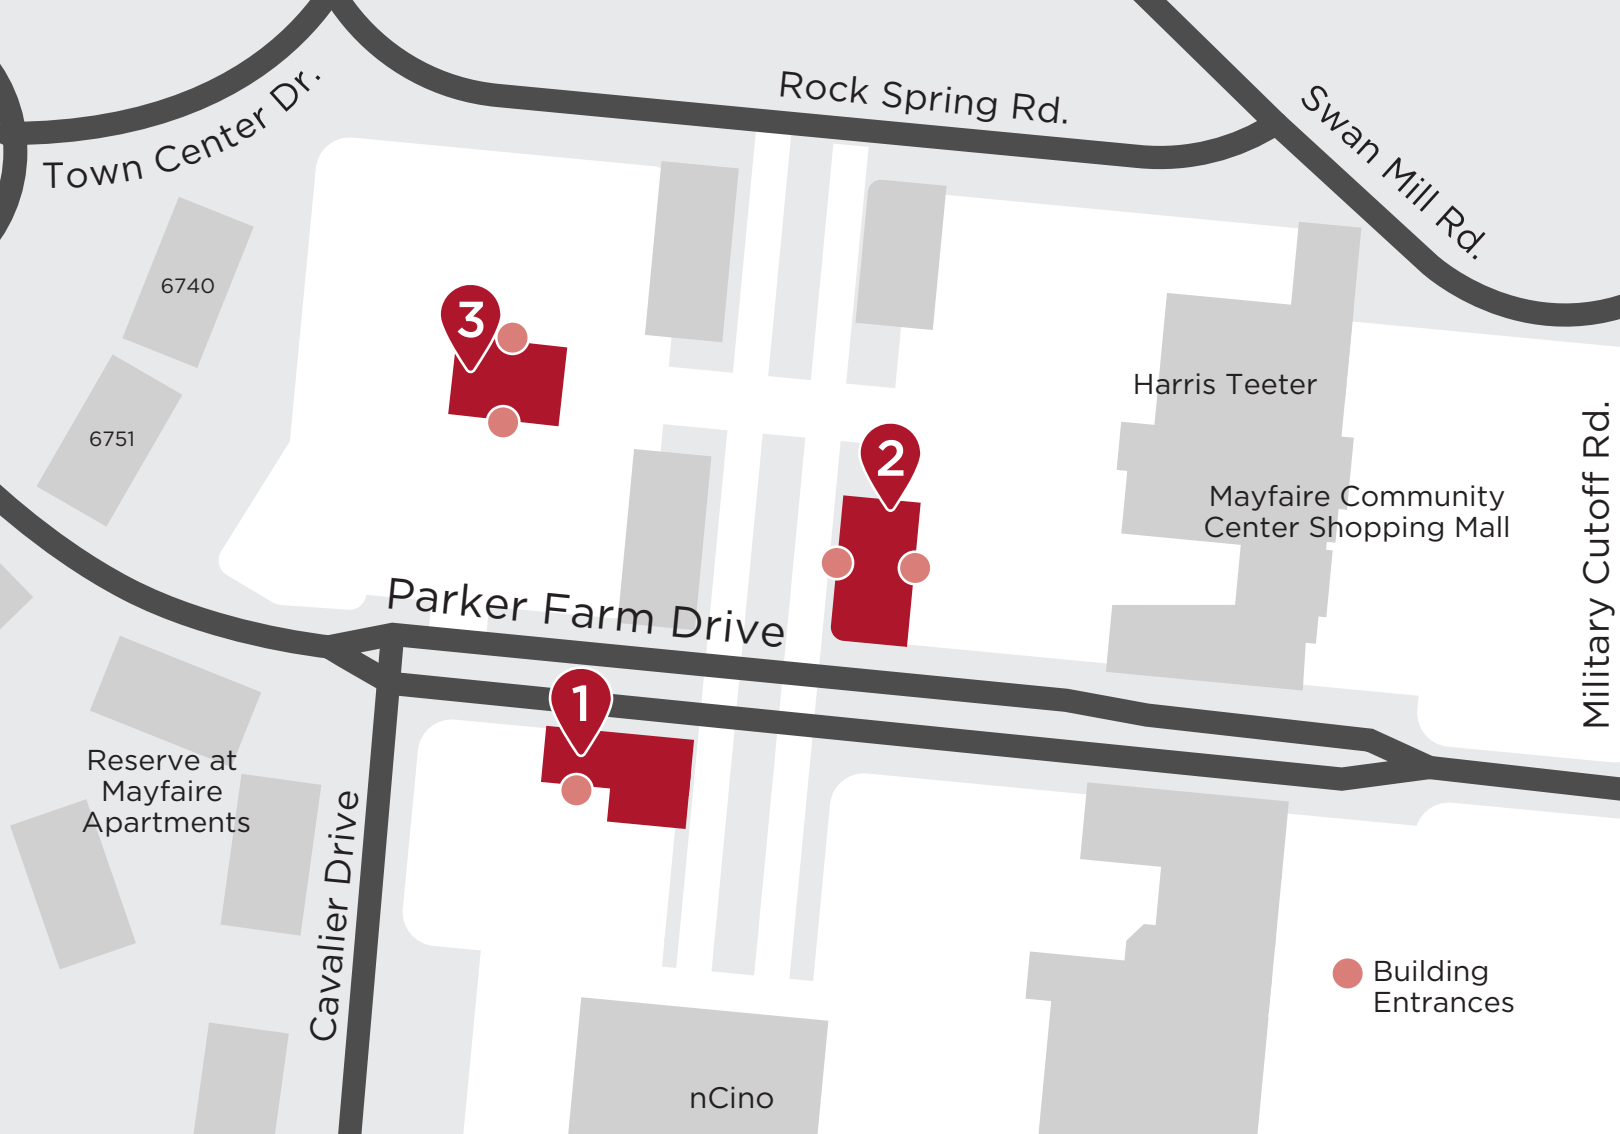 Rock Spring Rd.
Swan Mill Rd.
Town Center Dr.
6740
3
Harris Teeter
6751
2
Mayfaire Community
Center Shopping Mall
Military Cutoff Rd.
Parker Farm Drive
1
Reserve at
Mayfaire
Apartments
Cavalier Drive
Building
Entrances
nCino